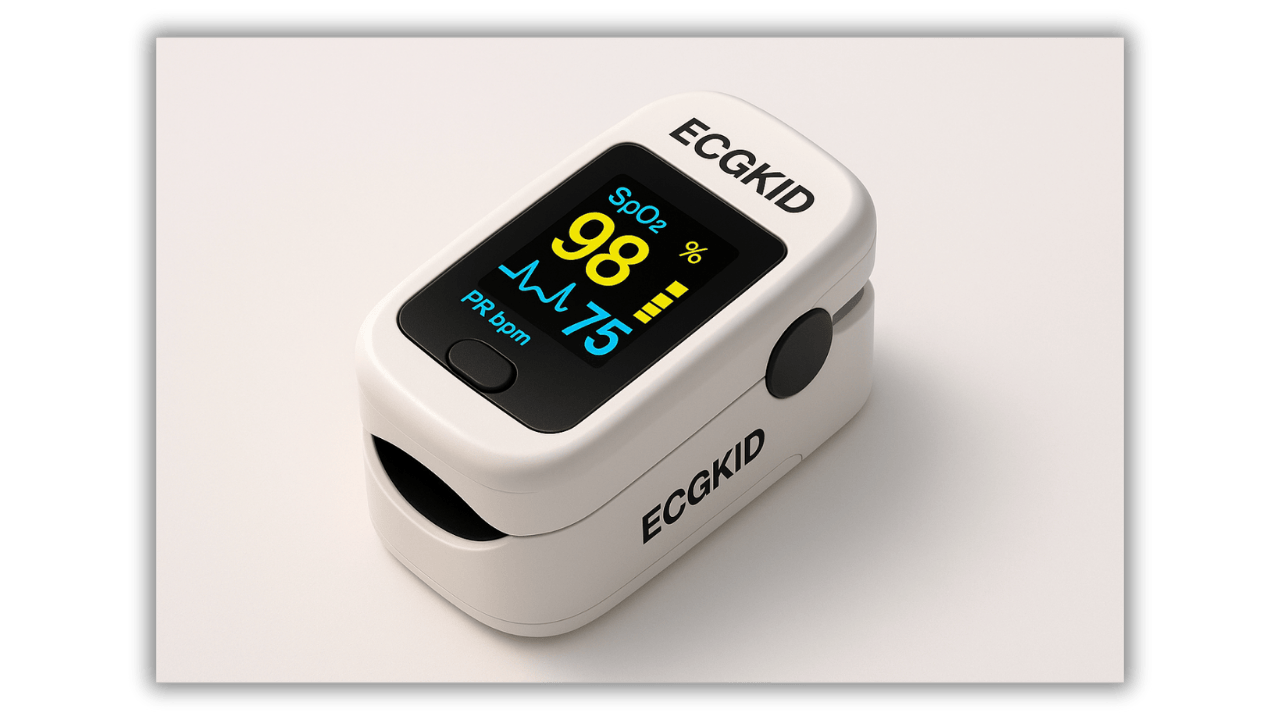 ECGKID
SpO₂
98 %
75
PR bpm
ECGKID